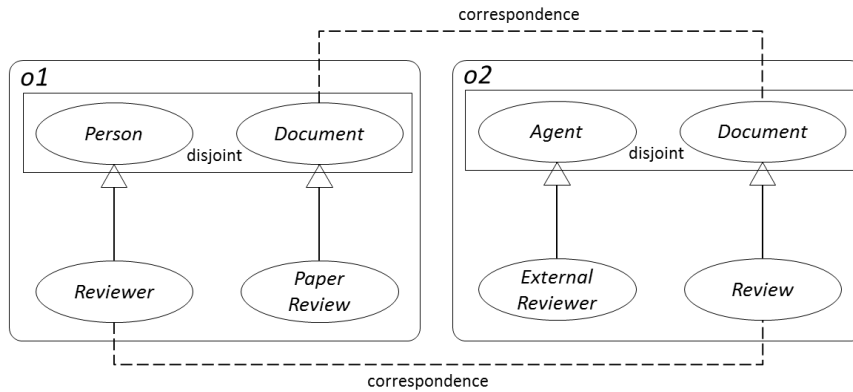 correspondence
o1
o2
Person
Document
disjoint
Agent
Document
disjoint
Reviewer
Paper
Review
External
Reviewer
Review
correspondence